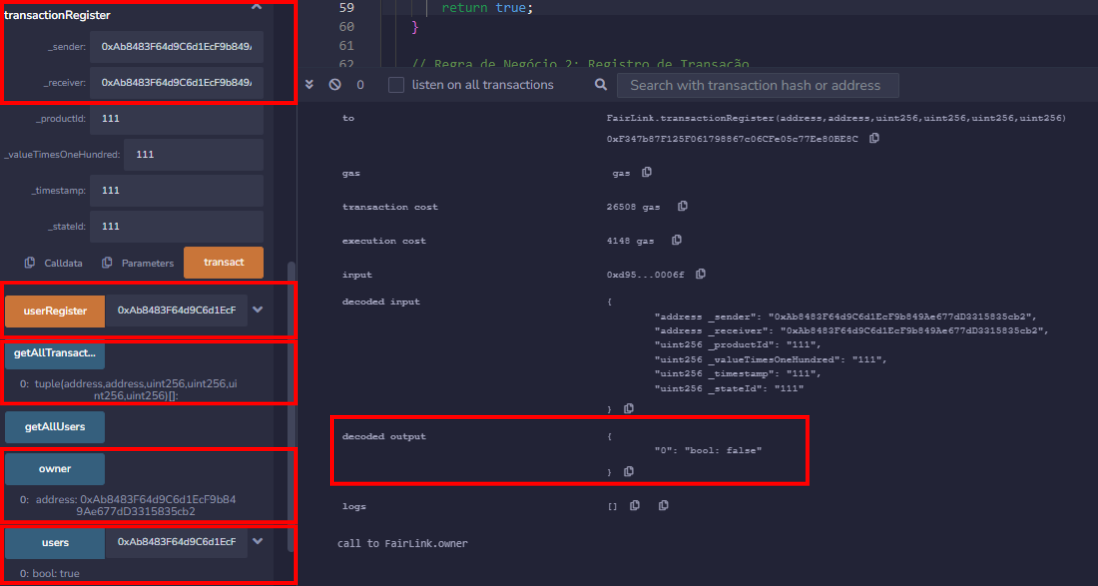 transactionRegister
_sender: 0xAb8483F64d9C6d1EcF9b849
_receiver: 0xAb8483F64d9C6d1EcF9b849
_productId: 111
_valueTimesOneHundred: 111
_timestamp: 111
_stateId: 111
Calldata Parameters transact
userRegister 0xAb8483F64d9C6d1EcF
getAllTransact...
0: tuple(address,address,uint256,uint256,ui
nt256,uint256)[]:
getAllUsers
owner
0: address: 0xAb8483F64d9C6d1EcF9b84
9Ae677dD3315835cb2
users 0xAb8483F64d9C6d1EcF
0: bool: true
59 return true;
60 }
61
62 // Regra de Negócio 2: Registro de Transação
0 listen on all transactions Search with transaction hash or address
to FairLink.transactionRegister(address,address,uint256,uint256,uint256,uint256)
0xF347b87F125F061798867c06CFe05c77Ee80BE8C
gas gas
transaction cost 26508 gas
execution cost 4148 gas
input 0xd95...0006f
decoded input {
"address _sender": "0xAb8483F64d9C6d1EcF9b849Ae677dD3315835cb2",
"address _receiver": "0xAb8483F64d9C6d1EcF9b849Ae677dD3315835cb2",
"uint256 _productId": "111",
"uint256 _valueTimesOneHundred": "111",
"uint256 _timestamp": "111",
"uint256 _stateId": "111"
}
decoded output {
"0": "bool: false"
}
logs []
call to FairLink.owner